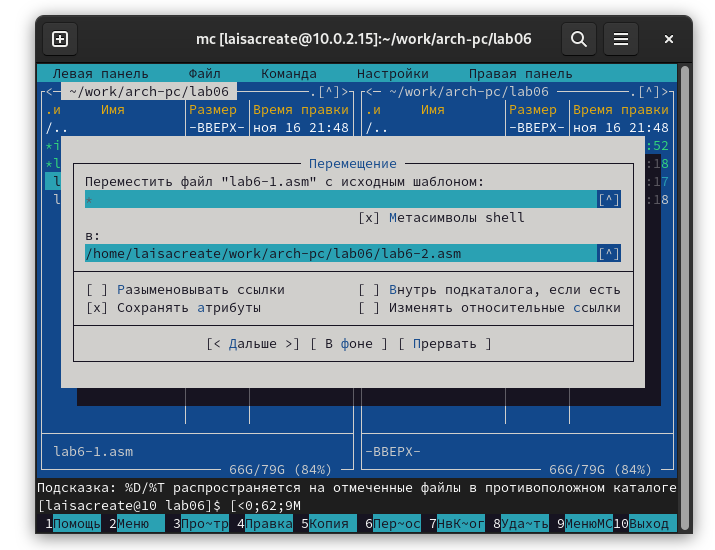 mc [laisacreate@10.0.2.15]:~/work/arch-pc/lab06
Левая панель Файл Команда Настройки Правая панель
<— ~/work/arch-pc/lab06 .[^]> <— ~/work/arch-pc/lab06 .[^]>
.и Имя Размер Время правки .и Имя Размер Время правки
/.. -ВВЕРХ- ноя 16 21:48 /.. -ВВЕРХ- ноя 16 21:48
*i :52
*l :18
l :17
l :18
Перемещение
Переместить файл "lab6-1.asm" с исходным шаблоном:
* [^]
[x] Метасимволы shell
в:
/home/laisacreate/work/arch-pc/lab06/lab6-2.asm [^]
[ ] Разыменовывать ссылки [ ] Внутрь подкаталога, если есть
[x] Сохранять атрибуты [ ] Изменять относительные ссылки
[< Дальше >] [ В фоне ] [ Прервать ]
lab6-1.asm -ВВЕРХ-
66G/79G (84%) 66G/79G (84%)
Подсказка: %D/%T распространяется на отмеченные файлы в противоположном каталоге
[laisacreate@10 lab06]$ [<0;62;9M
1Помощь 2Меню 3Про~тр 4Правка 5Копия 6Пер~ос 7НвК~ог 8Уда~ть 9МенюМС 10Выход